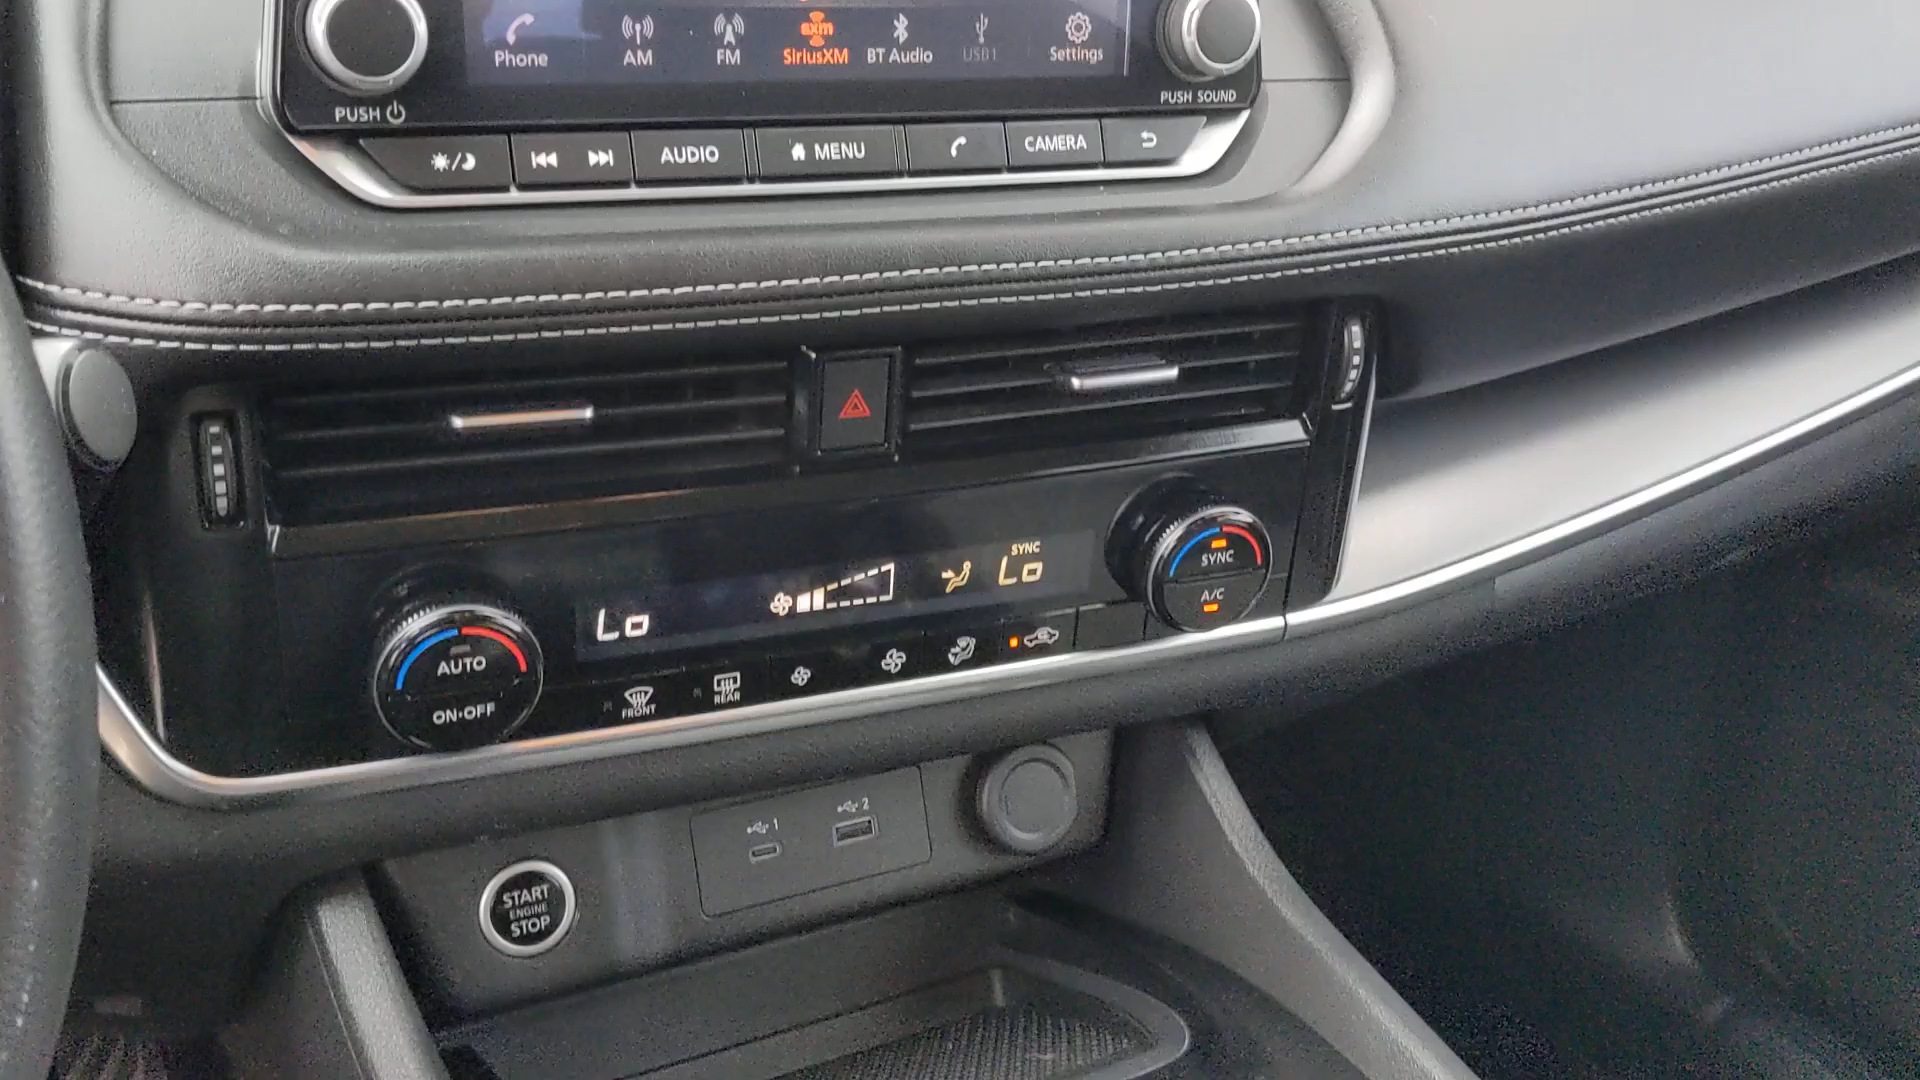 Phone
AM
FM
sxm
SiriusXM
BT Audio
USB1
Settings
PUSH
PUSH SOUND
AUDIO
MENU
CAMERA
SYNC
Lo
Lo
SYNC
A/C
AUTO
ON•OFF
FRONT
REAR
1
2
START
ENGINE
STOP